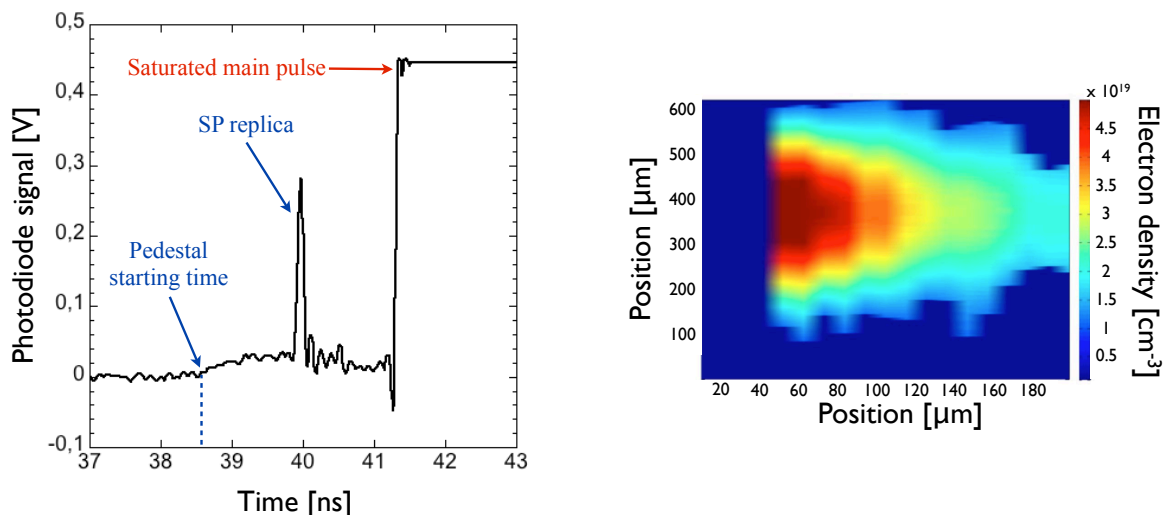 0,5
0,4
0,3
0,2
0,1
0
-0,1
Photodiode signal [V]
Saturated main pulse
SP replica
Pedestal
starting time
37 38 39 40 41 42 43
Time [ns]
600
500
400
300
200
100
Position [µm]
20 40 60 80 100 120 140 160 180
Position [µm]
x 10¹⁹
4.5
4
3.5
3
2.5
2
1.5
1
0.5
Electron density [cm⁻³]